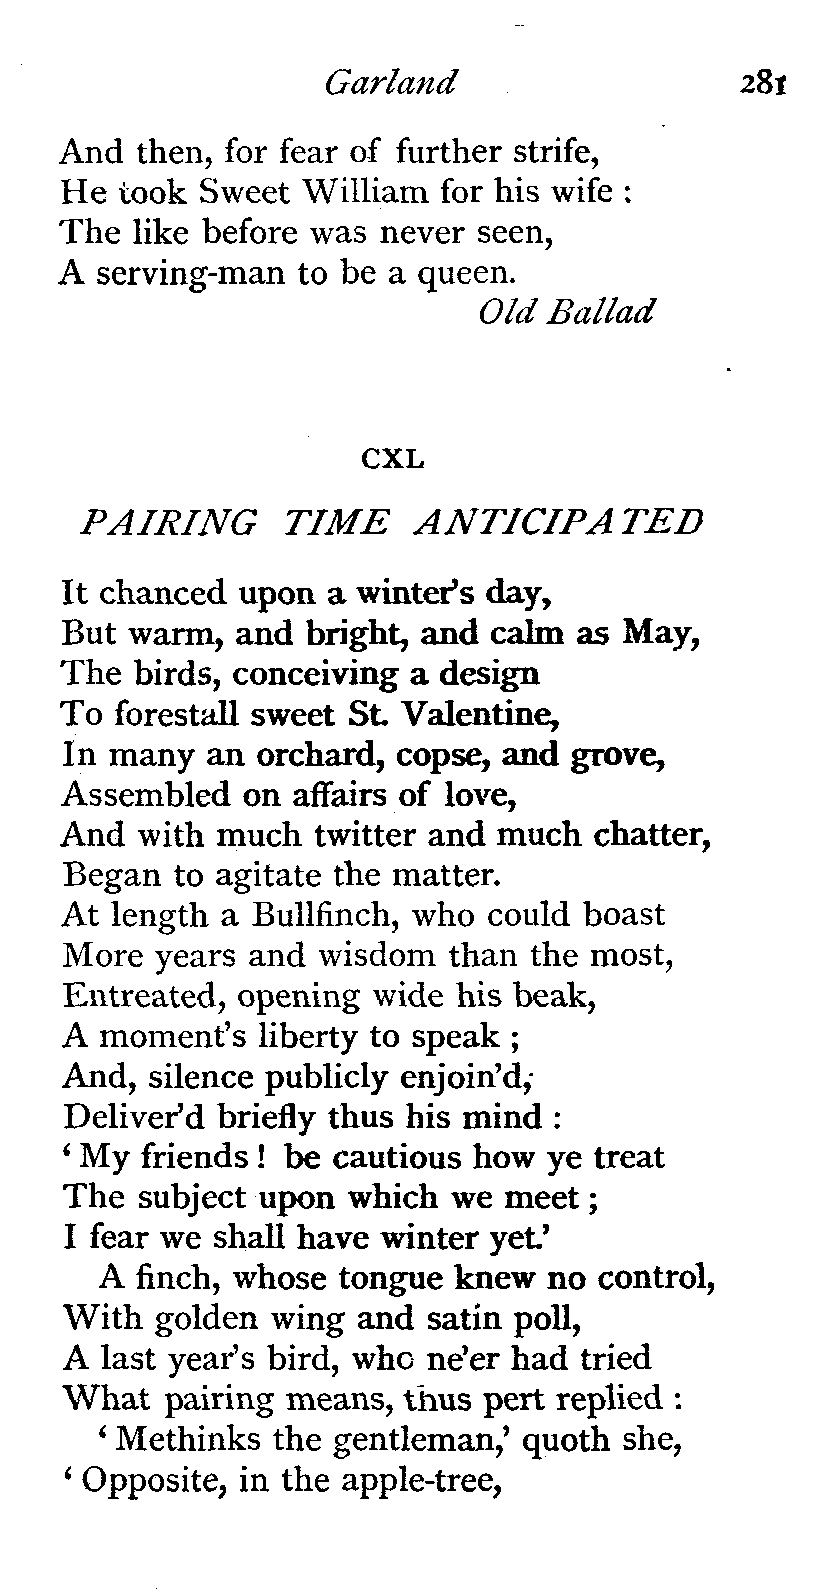 Garland 281
And then, for fear of further strife,
He took Sweet William for his wife :
The like before was never seen,
A serving-man to be a queen.
Old Ballad
CXL
PAIRING TIME ANTICIPATED
It chanced upon a winter's day,
But warm, and bright, and calm as May,
The birds, conceiving a design
To forestall sweet St. Valentine,
In many an orchard, copse, and grove,
Assembled on affairs of love,
And with much twitter and much chatter,
Began to agitate the matter.
At length a Bullfinch, who could boast
More years and wisdom than the most,
Entreated, opening wide his beak,
A moment's liberty to speak ;
And, silence publicly enjoin'd,
Deliver'd briefly thus his mind :
‘ My friends ! be cautious how ye treat
The subject upon which we meet ;
I fear we shall have winter yet.’
A finch, whose tongue knew no control,
With golden wing and satin poll,
A last year's bird, who ne'er had tried
What pairing means, thus pert replied :
‘ Methinks the gentleman,’ quoth she,
‘ Opposite, in the apple-tree,